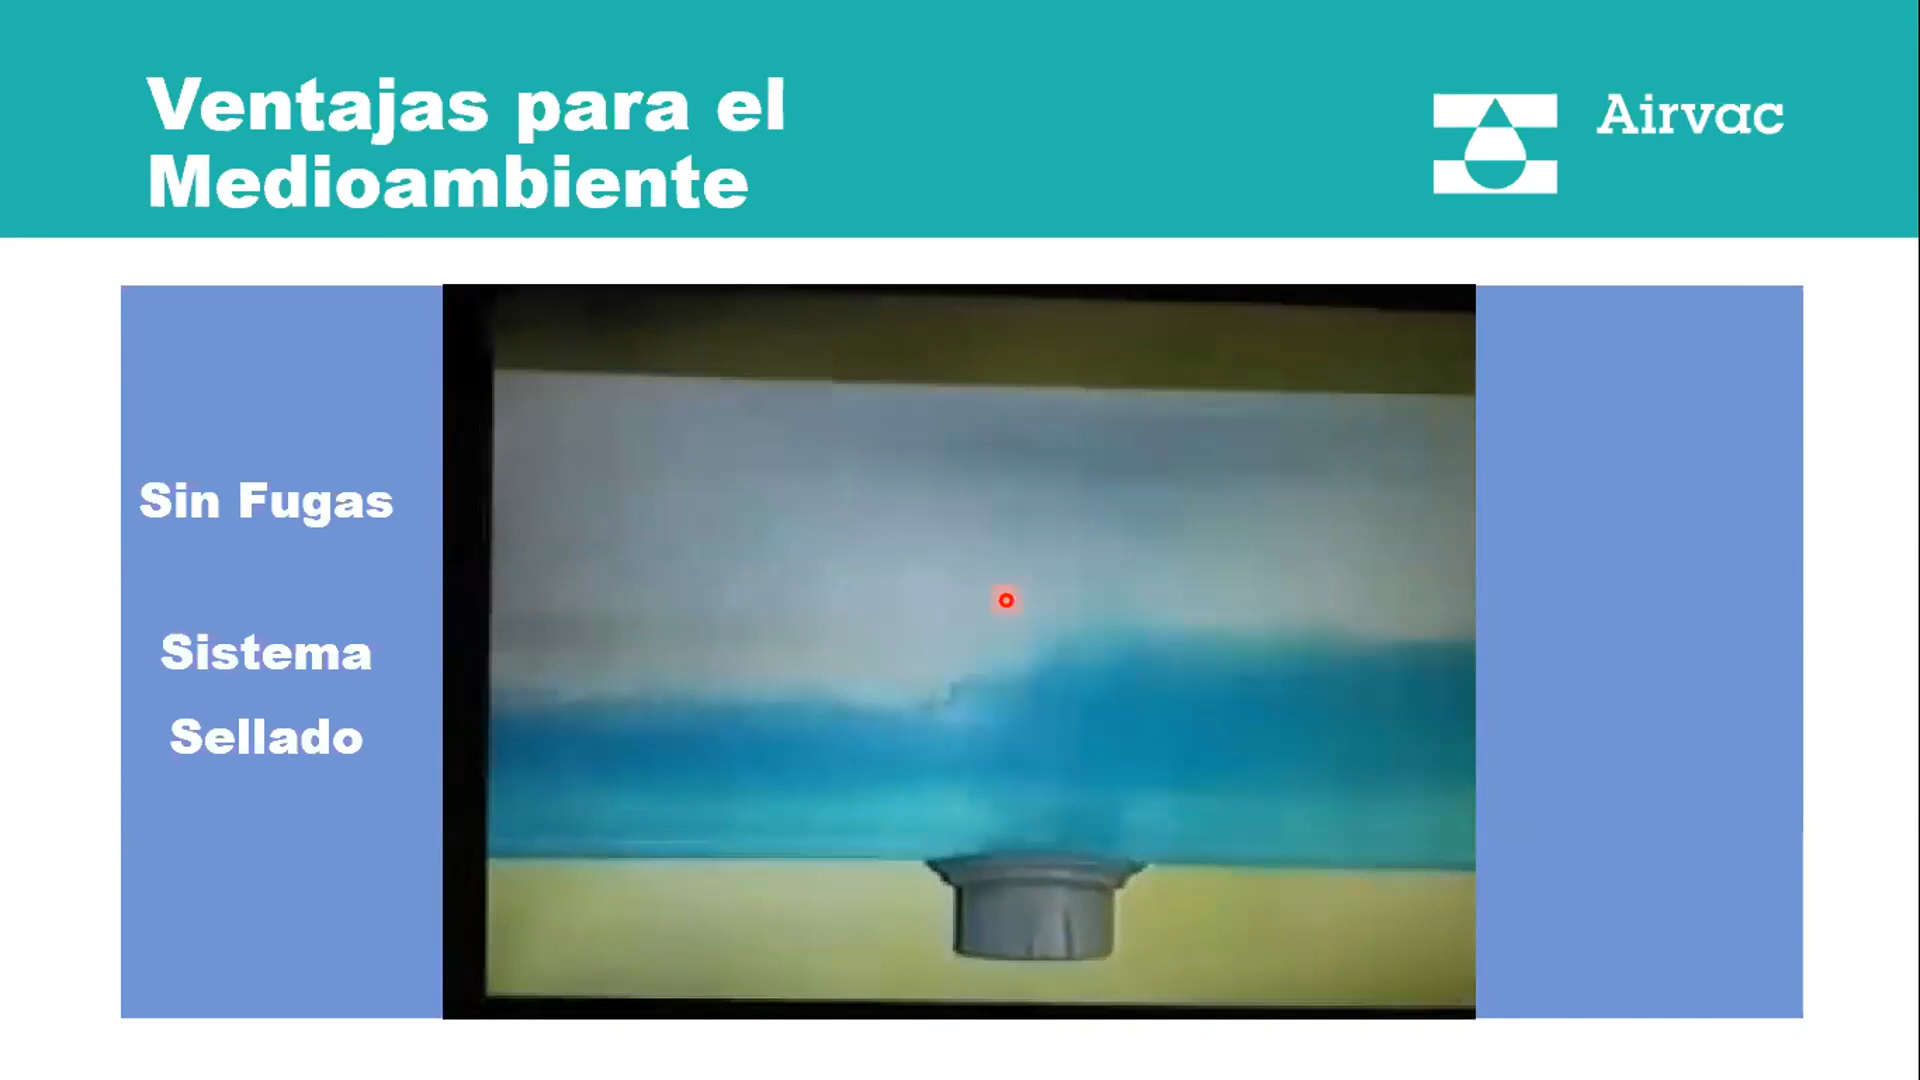 Ventajas para el
Medioambiente
Airvac
Sin Fugas
Sistema
Sellado